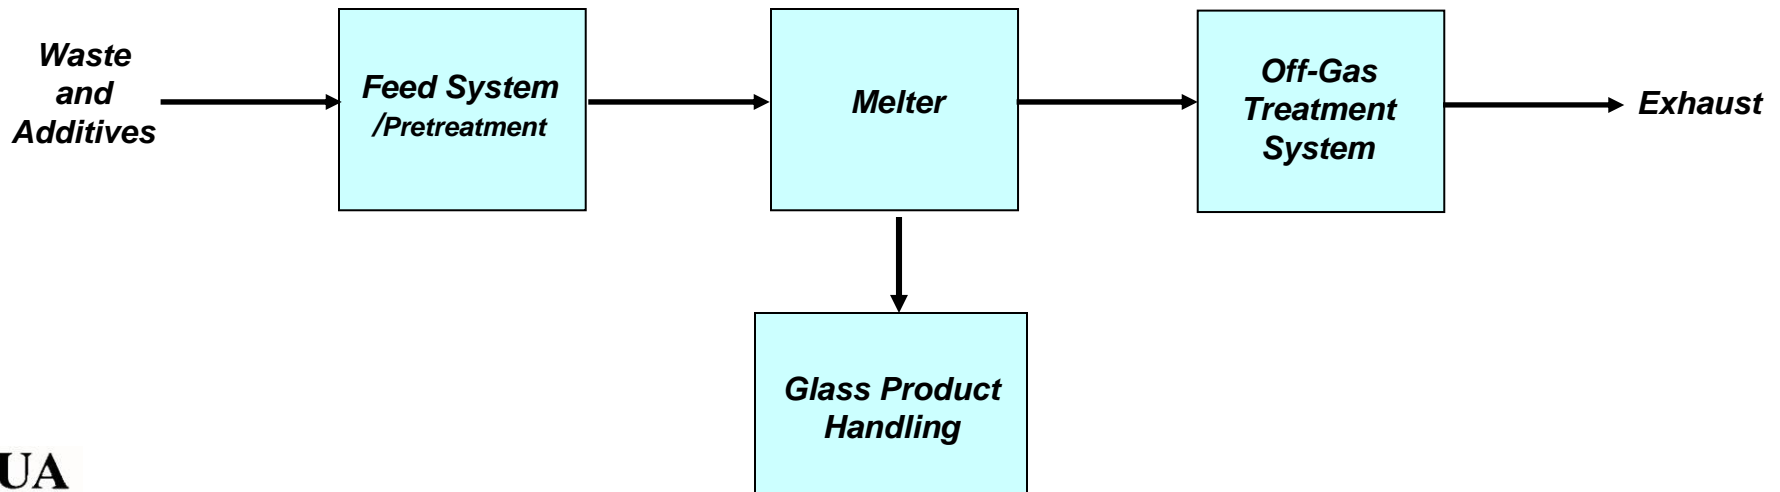 Waste
and
Additives
Feed System
/Pretreatment
Melter
Off-Gas
Treatment
System
Exhaust
Glass Product
Handling
UA